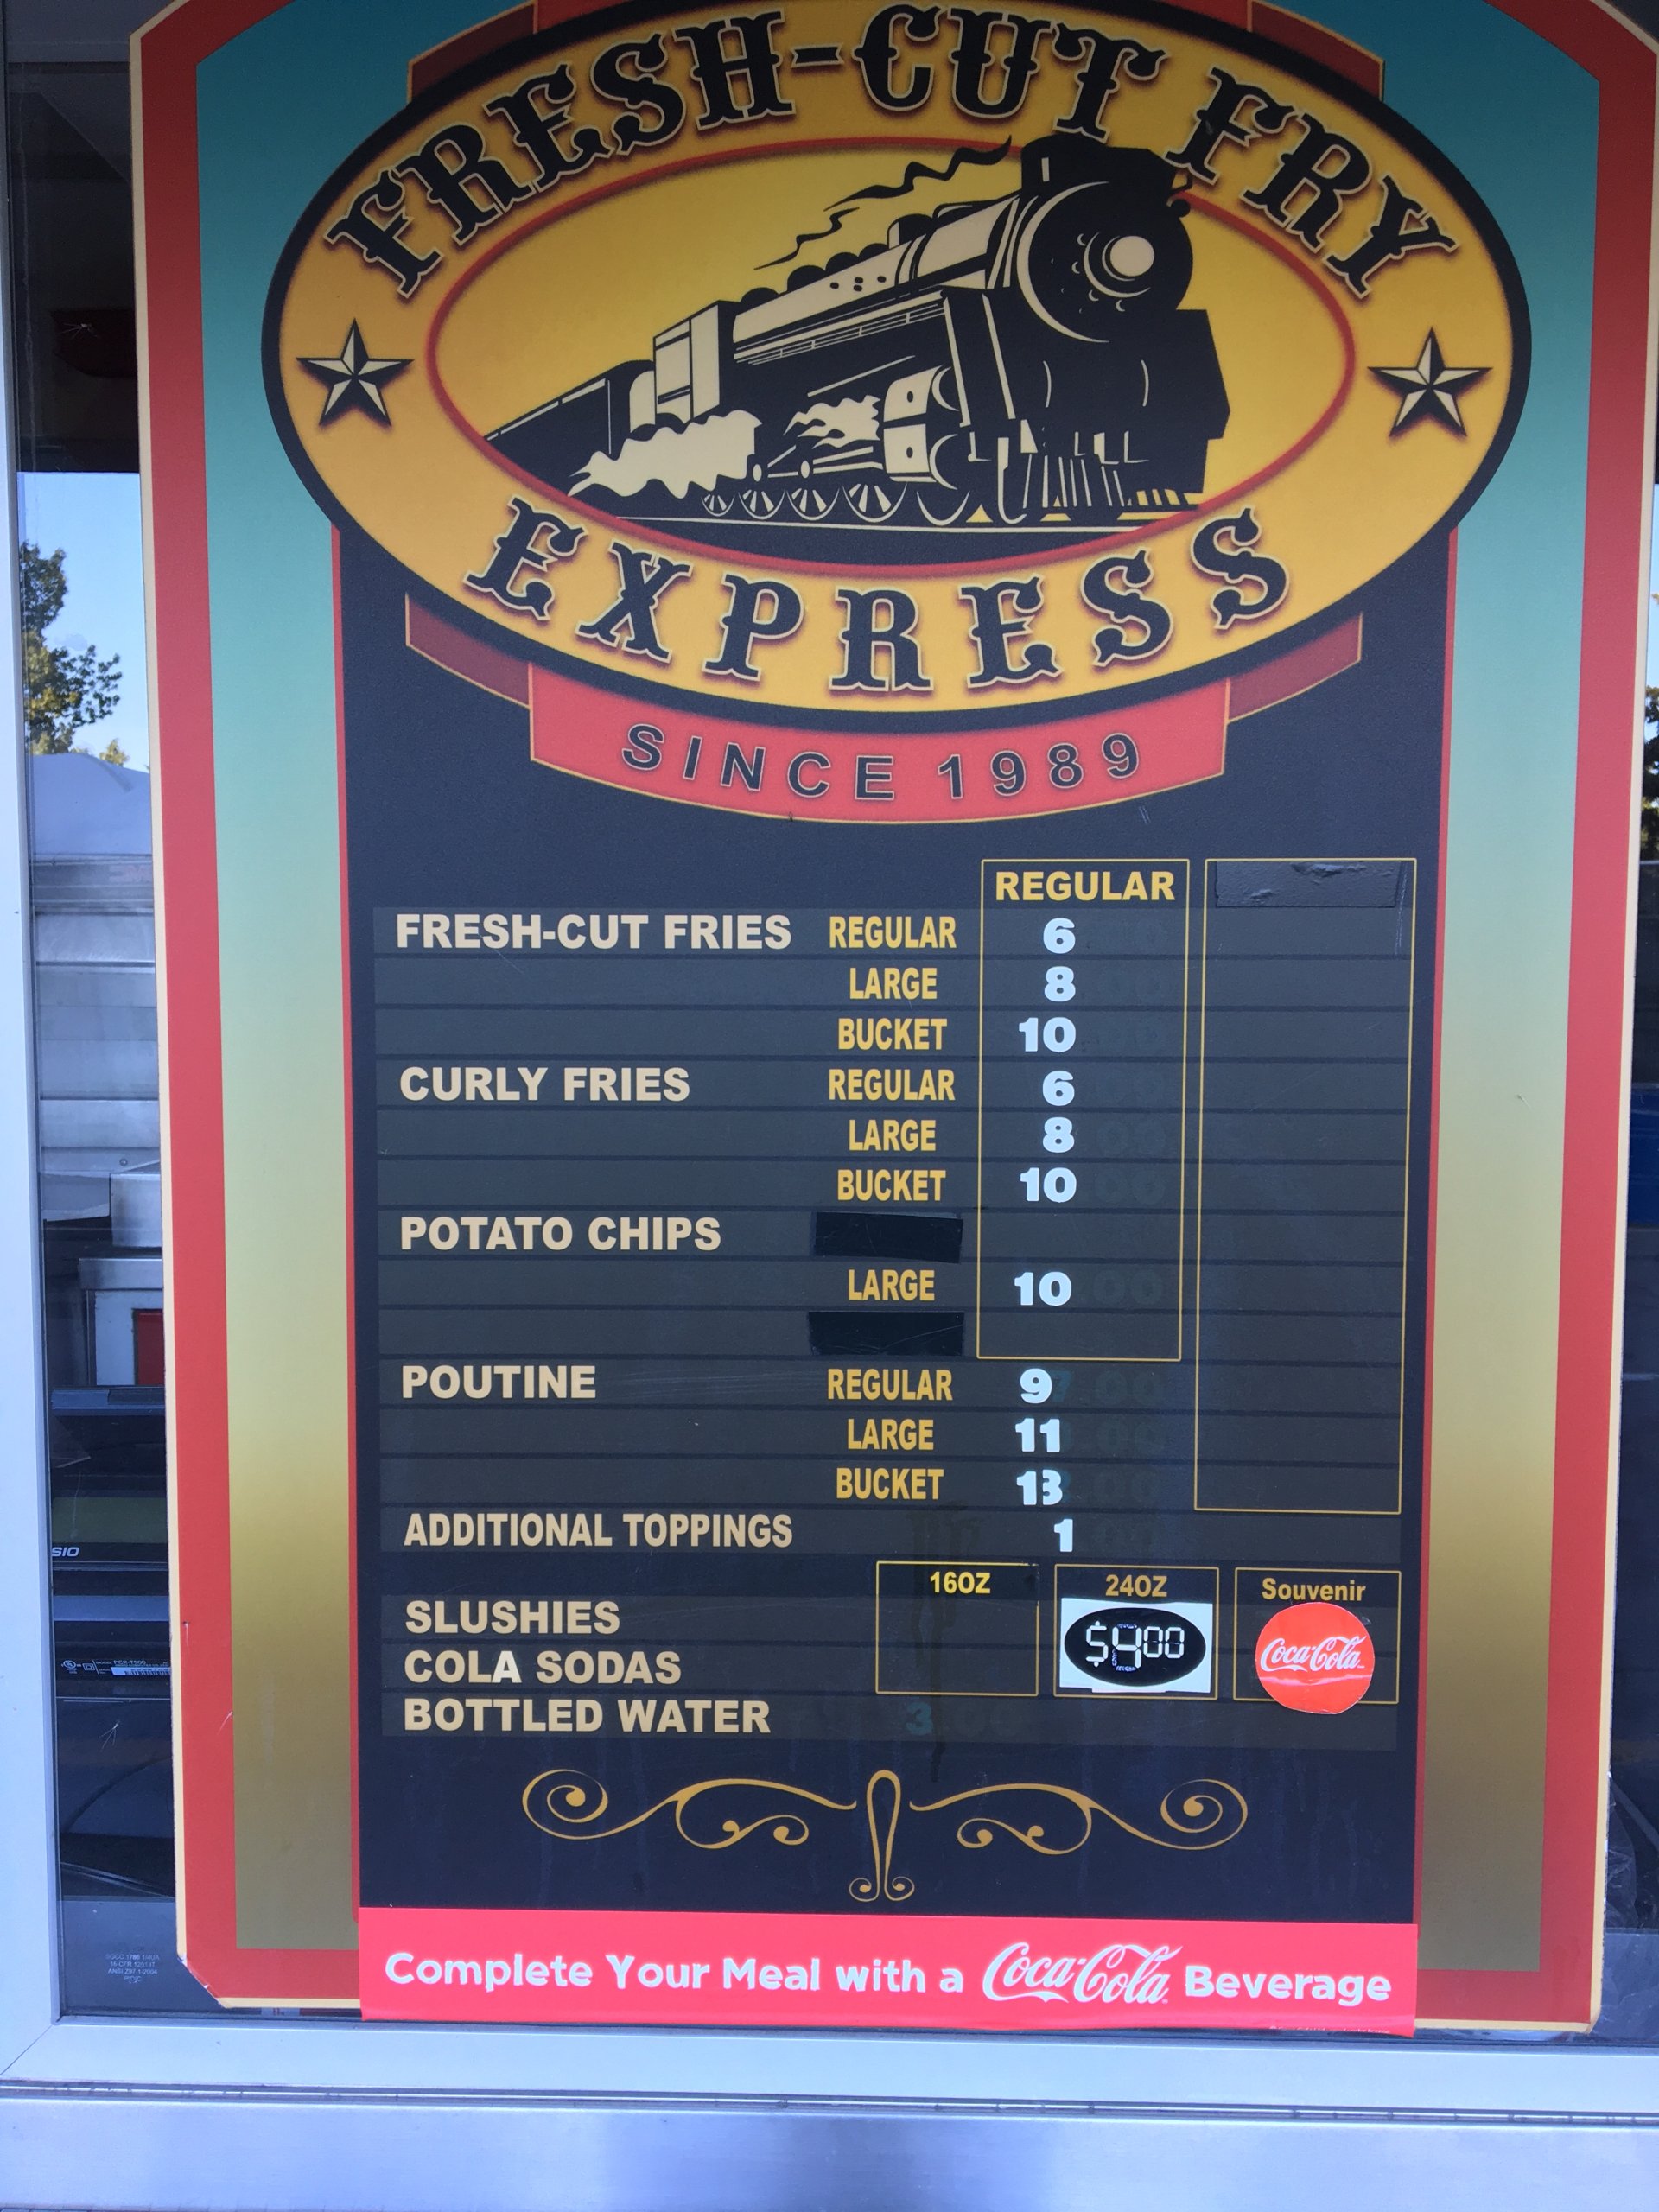 FRESH-CUT FRY
EXPRESS
SINCE 1989
REGULAR
FRESH-CUT FRIES REGULAR 6
LARGE 8
BUCKET 10
CURLY FRIES REGULAR 6
LARGE 8
BUCKET 10
POTATO CHIPS
LARGE 10
POUTINE REGULAR 9
LARGE 11
BUCKET 13
ADDITIONAL TOPPINGS 1
16OZ 24OZ Souvenir
SLUSHIES
$400 Coca-Cola
COLA SODAS
BOTTLED WATER 3.00
Complete Your Meal with a Coca-Cola Beverage